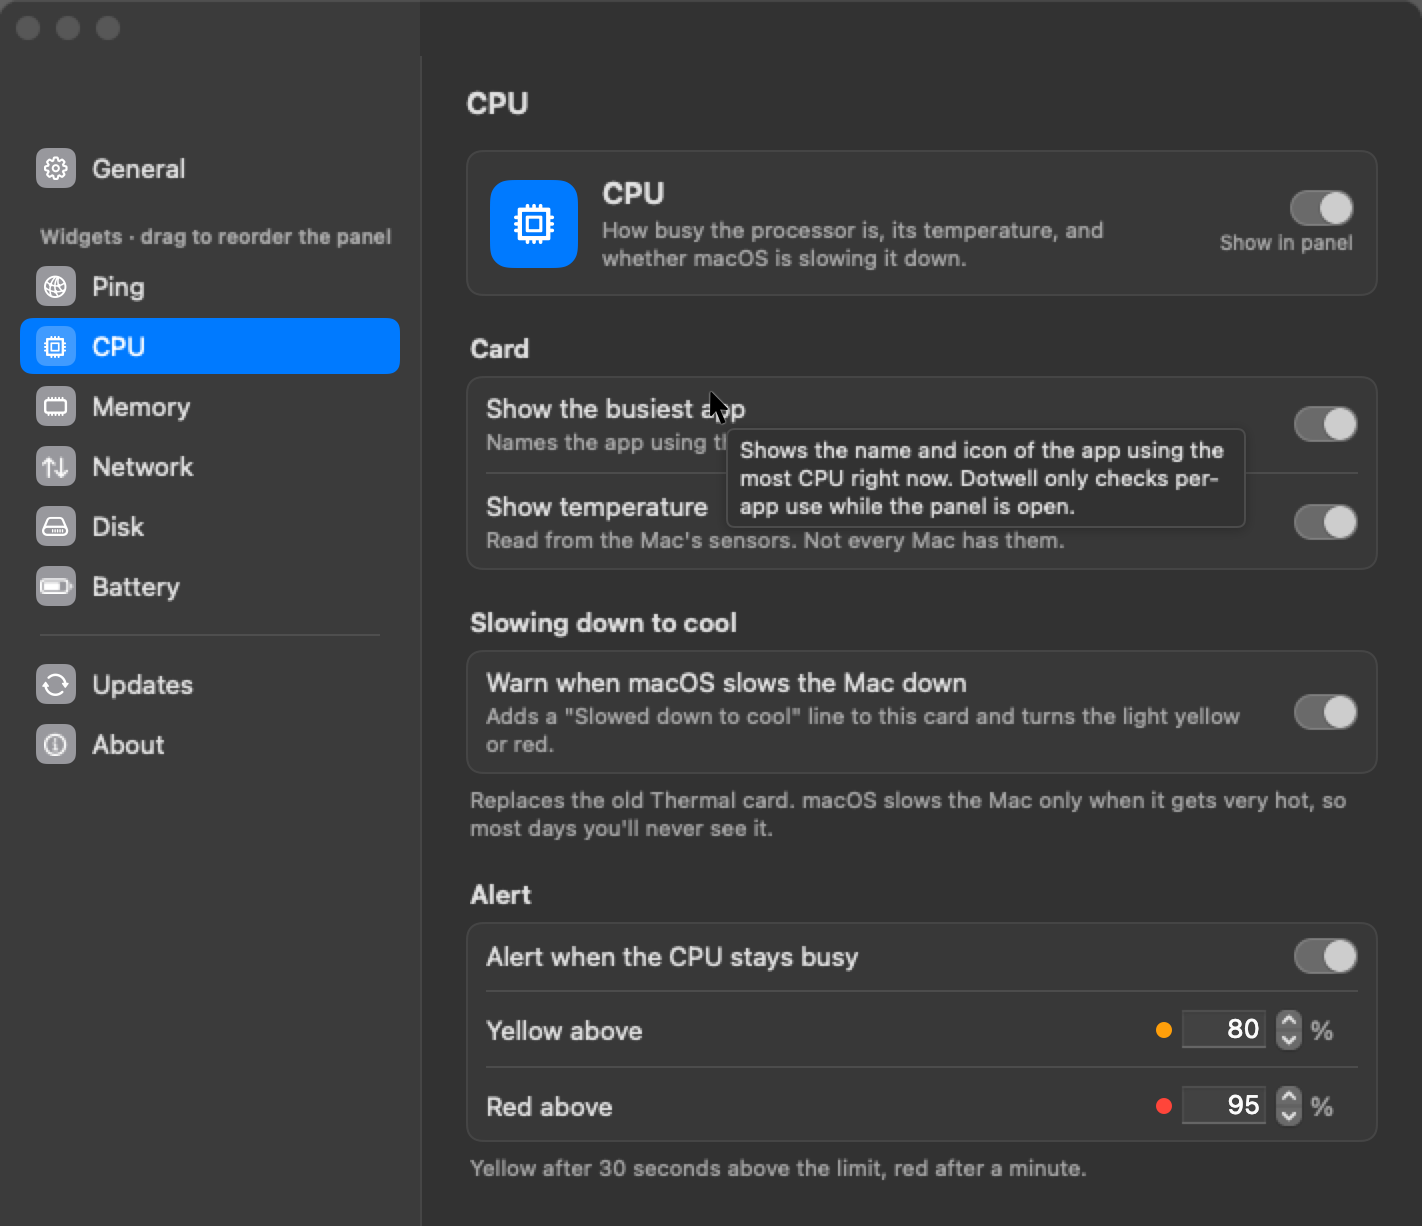 General
Widgets · drag to reorder the panel
Ping
CPU
Memory
Network
Disk
Battery
Updates
About
CPU
CPU
How busy the processor is, its temperature, and
whether macOS is slowing it down.
Show in panel
Card
Show the busiest app
Names the app using
Shows the name and icon of the app using the
most CPU right now. Dotwell only checks per-
app use while the panel is open.
Show temperature
Read from the Mac's sensors. Not every Mac has them.
Slowing down to cool
Warn when macOS slows the Mac down
Adds a "Slowed down to cool" line to this card and turns the light yellow
or red.
Replaces the old Thermal card. macOS slows the Mac only when it gets very hot, so
most days you'll never see it.
Alert
Alert when the CPU stays busy
Yellow above
80 %
Red above
95 %
Yellow after 30 seconds above the limit, red after a minute.